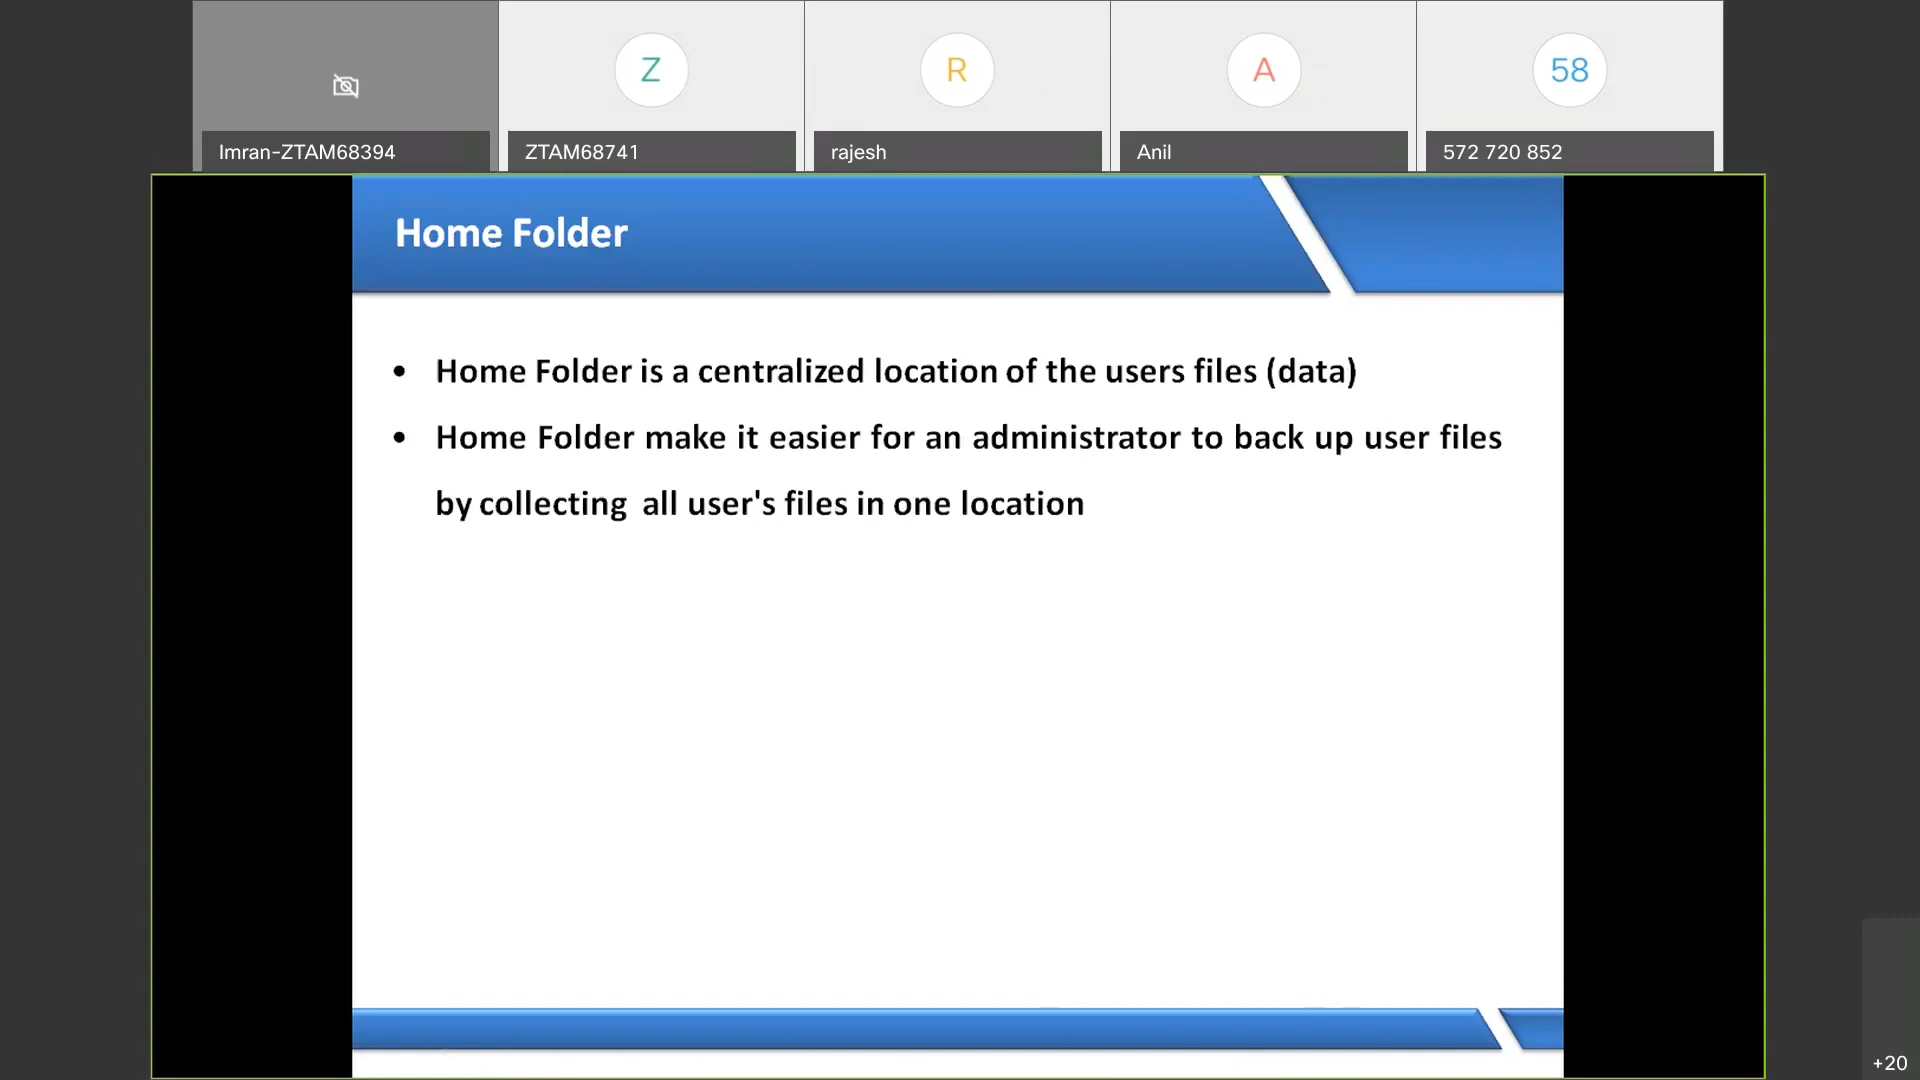 Z
R
A
58
Imran-ZTAM68394
ZTAM68741
rajesh
Anil
572 720 852
Home Folder
• Home Folder is a centralized location of the users files (data)
• Home Folder make it easier for an administrator to back up user files
by collecting all user's files in one location
+20